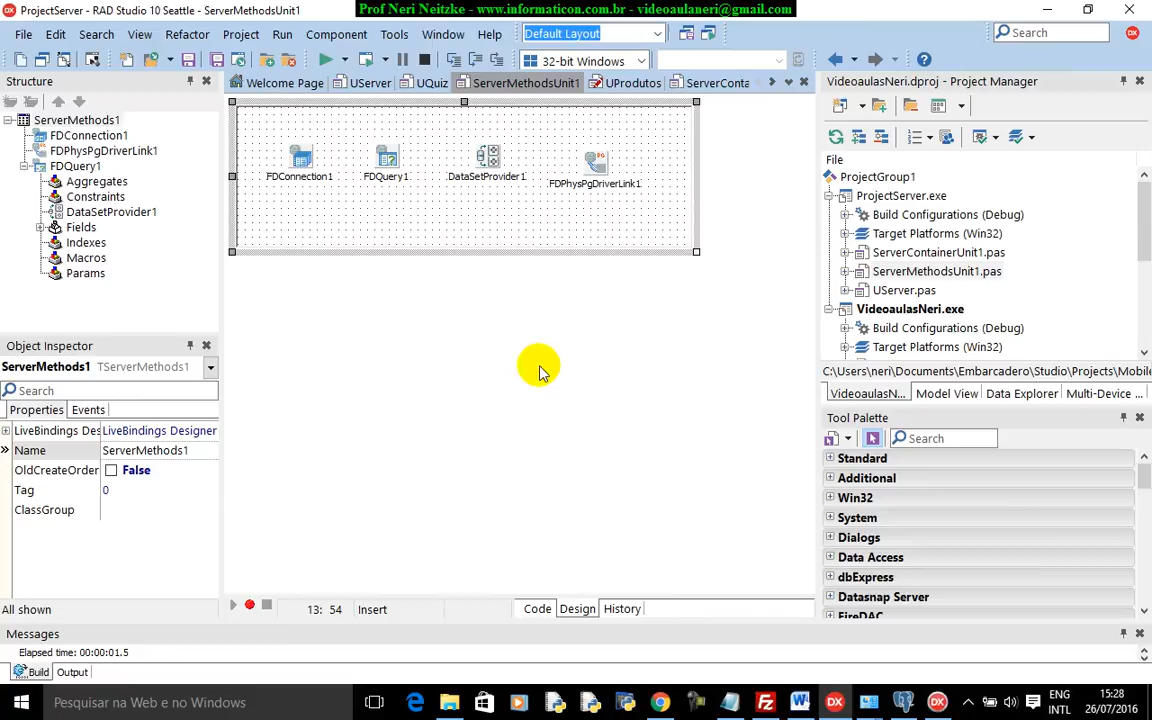 ProjectServer - RAD Studio 10 Seattle - ServerMethodsUnit1
Prof Neri Neitzke - www.informaticon.com.br - videoaulaneri@gmail.com
File Edit Search View Refactor Project Run Component Tools Window Help
Default Layout
Search
32-bit Windows
Structure
Welcome Page UServer UQuiz ServerMethodsUnit1 UProdutos ServerConta
VideoaulasNeri.dproj - Project Manager
ServerMethods1
FDConnection1
FDPhysPgDriverLink1
FDQuery1
Aggregates
Constraints
DataSetProvider1
Fields
Indexes
Macros
Params
FDConnection1 FDQuery1 DataSetProvider1 FDPhysPgDriverLink1
File
ProjectGroup1
ProjectServer.exe
Build Configurations (Debug)
Target Platforms (Win32)
ServerContainerUnit1.pas
ServerMethodsUnit1.pas
UServer.pas
VideoaulasNeri.exe
Build Configurations (Debug)
Target Platforms (Win32)
C:\Users\neri\Documents\Embarcadero\Studio\Projects\Mobile
VideoaulasN... Model View Data Explorer Multi-Device ...
Object Inspector
ServerMethods1 TServerMethods1
Search
Properties Events
LiveBindings Des LiveBindings Designer
Name ServerMethods1
OldCreateOrder False
Tag 0
ClassGroup
All shown
Tool Palette
Search
Standard
Additional
Win32
System
Dialogs
Data Access
dbExpress
Datasnap Server
FireDAC
13: 54 Insert
Code Design History
Messages
Elapsed time: 00:00:01.5
Build Output
Pesquisar na Web e no Windows
ENG
INTL
15:28
26/07/2016